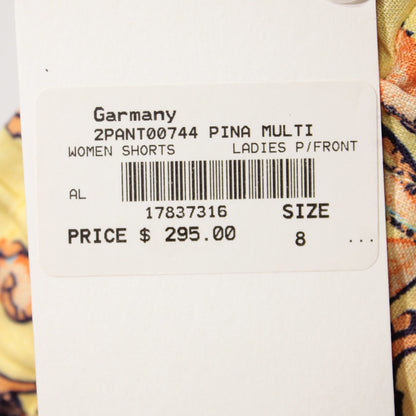 Garmany
2PANT00744 PINA MULTI
WOMEN SHORTS LADIES P/FRONT
AL
17837316 SIZE
PRICE $ 295.00 8 ...